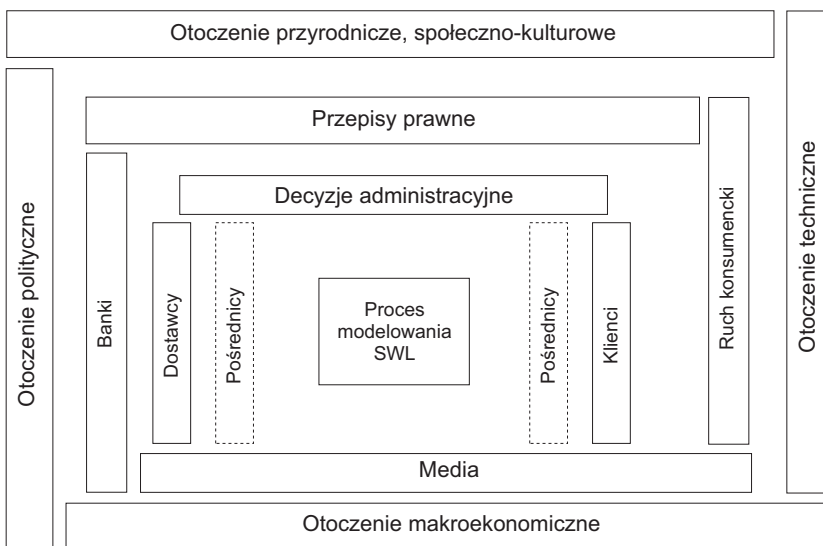 Otoczenie przyrodnicze, społeczno-kulturowe
Otoczenie polityczne
Otoczenie techniczne
Przepisy prawne
Banki
Ruch konsumencki
Decyzje administracyjne
Dostawcy
Pośrednicy
Proces
modelowania
SWL
Pośrednicy
Klienci
Media
Otoczenie makroekonomiczne